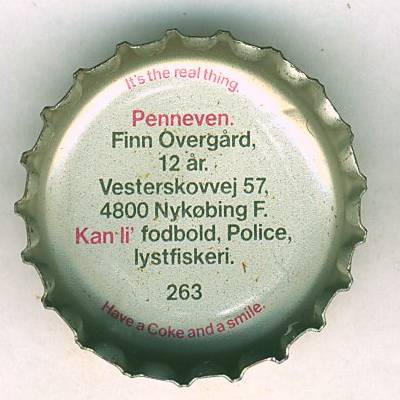 It's the real thing.
Penneven.
Finn Overgård,
12 år.
Vesterskovvej 57,
4800 Nykøbing F.
Kan li' fodbold, Police,
lystfiskeri.
263
Have a Coke and a smile.